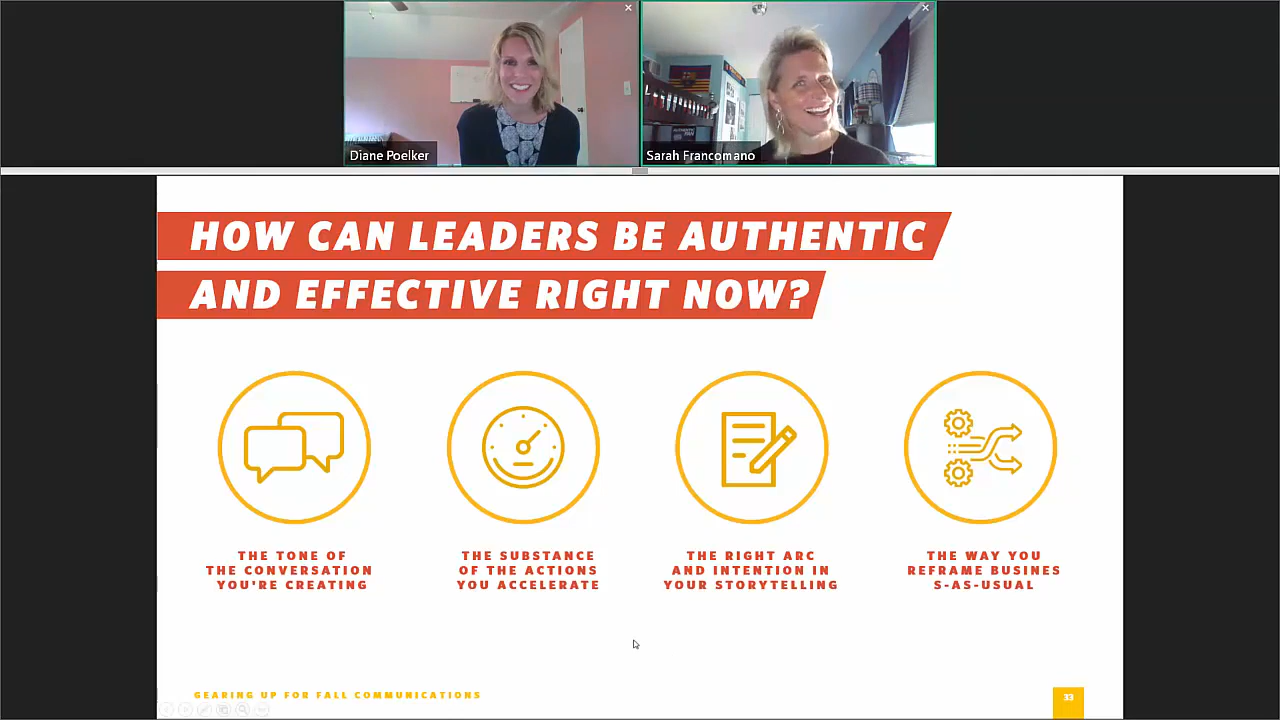 Diane Poelker
Sarah Francomano
HOW CAN LEADERS BE AUTHENTIC
AND EFFECTIVE RIGHT NOW?
THE TONE OF
THE CONVERSATION
YOU'RE CREATING
THE SUBSTANCE
OF THE ACTIONS
YOU ACCELERATE
THE RIGHT ARC
AND INTENTION IN
YOUR STORYTELLING
THE WAY YOU
REFRAME BUSINES
S-AS-USUAL
GEARING UP FOR FALL COMMUNICATIONS
33